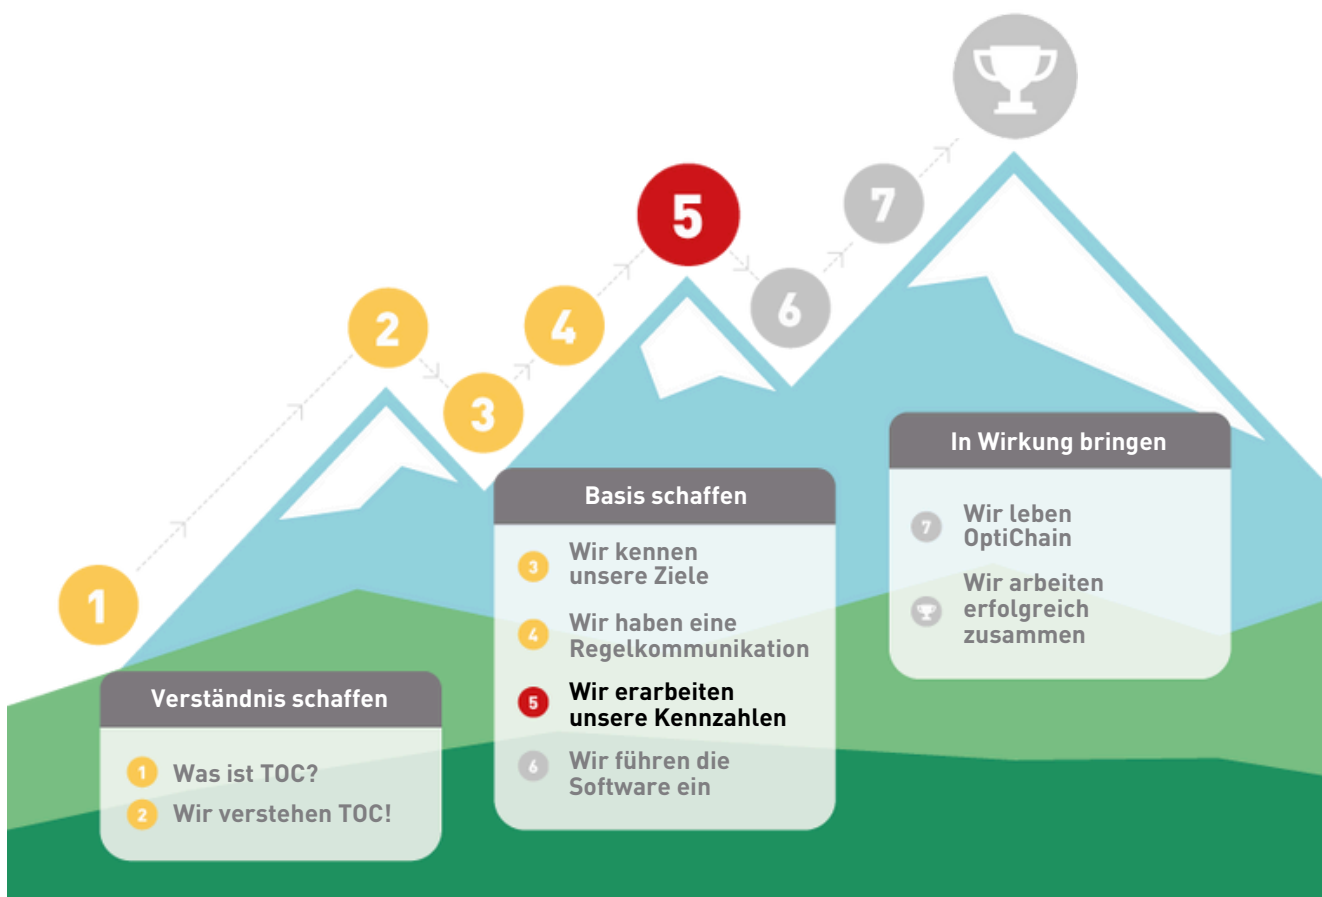 1
2
3
4
5
6
7
Verständnis schaffen
1 Was ist TOC?
2 Wir verstehen TOC!
Basis schaffen
3 Wir kennen
unsere Ziele
4 Wir haben eine
Regelkommunikation
5 Wir erarbeiten
unsere Kennzahlen
6 Wir führen die
Software ein
In Wirkung bringen
7 Wir leben
OptiChain
Wir arbeiten
erfolgreich
zusammen